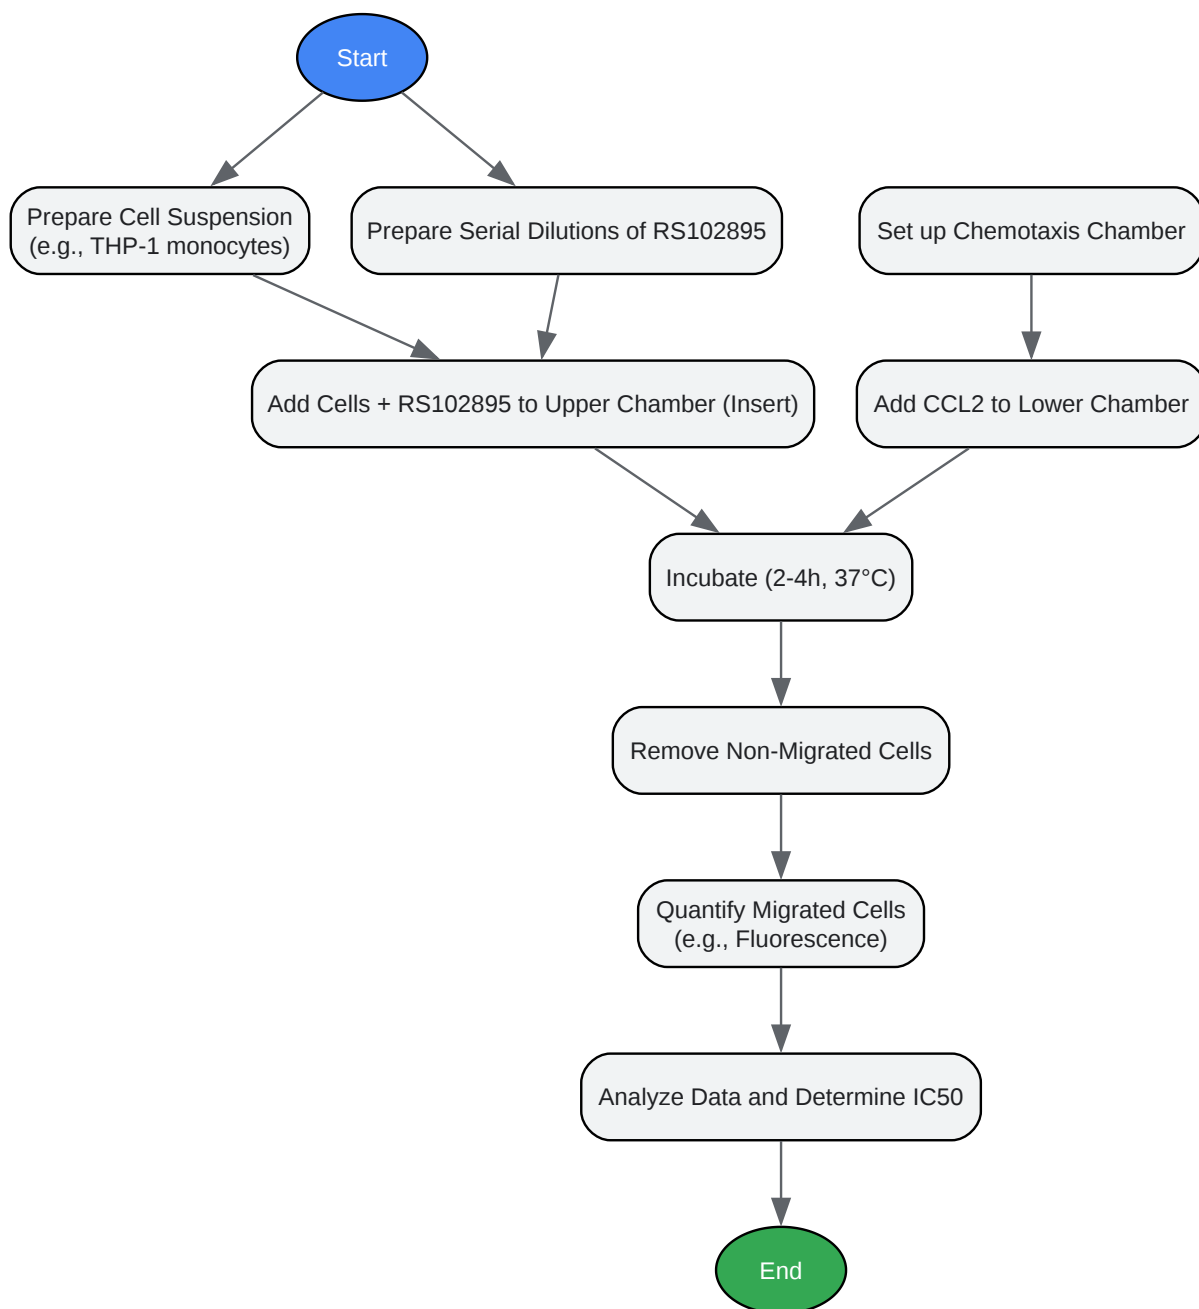 Start
Prepare Cell Suspension
(e.g., THP-1 monocytes)
Prepare Serial Dilutions of RS102895
Set up Chemotaxis Chamber
Add Cells + RS102895 to Upper Chamber (Insert)
Add CCL2 to Lower Chamber
Incubate (2-4h, 37°C)
Remove Non-Migrated Cells
Quantify Migrated Cells
(e.g., Fluorescence)
Analyze Data and Determine IC50
End